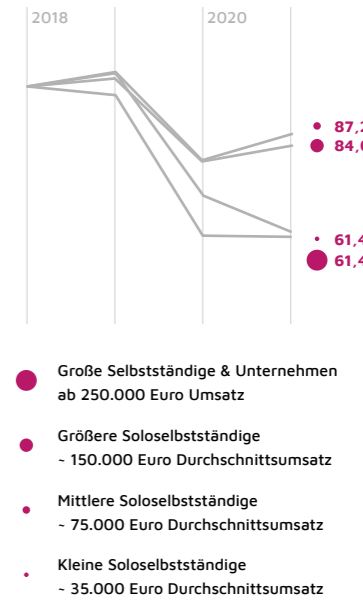 2018 2020
87,2
84,
61,4
61,4
Große Selbstständige & Unternehmen
ab 250.000 Euro Umsatz
Größere Soloselbstständige
~ 150.000 Euro Durchschnittsumsatz
Mittlere Soloselbstständige
~ 75.000 Euro Durchschnittsumsatz
Kleine Soloselbstständige
~ 35.000 Euro Durchschnittsumsatz